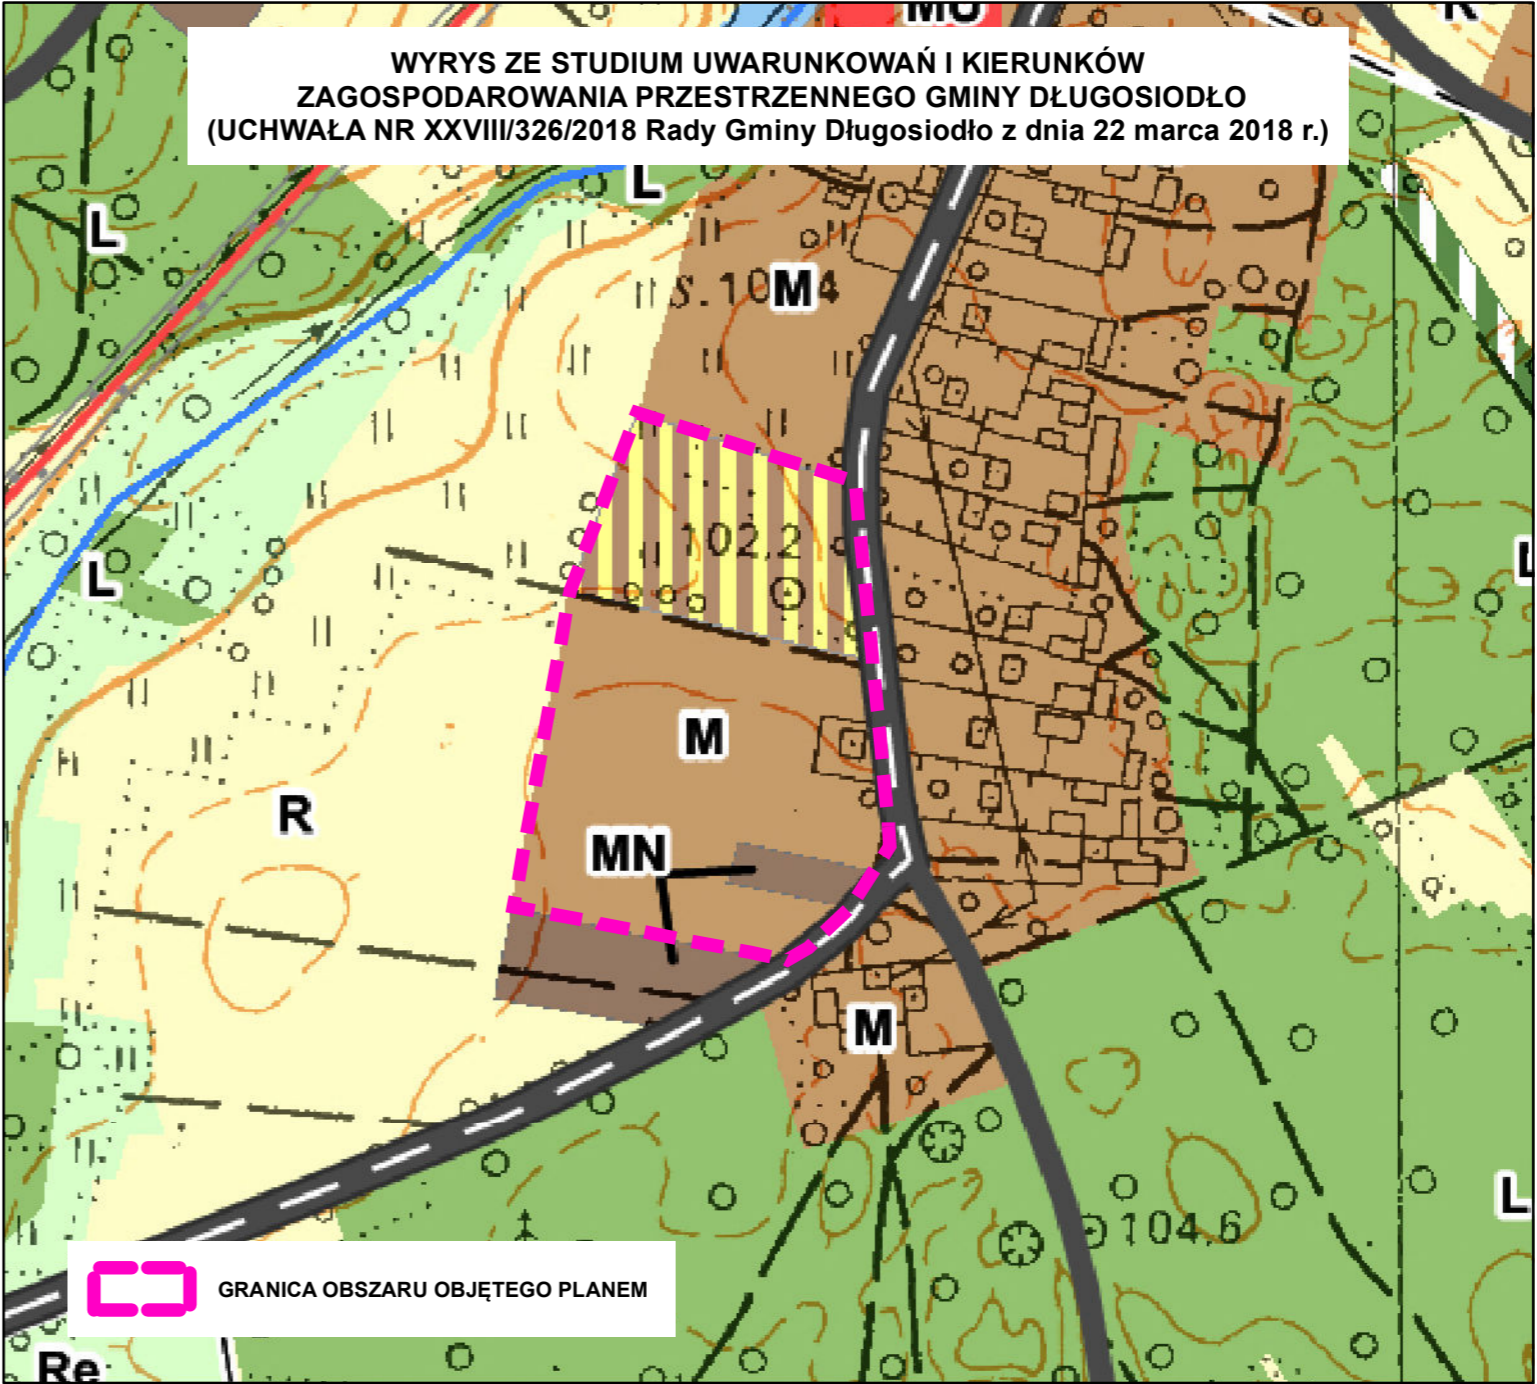 MU
R
WYRYS ZE STUDIUM UWARUNKOWAŃ I KIERUNKÓW
ZAGOSPODAROWANIA PRZESTRZENNEGO GMINY DŁUGOSIODŁO
(UCHWAŁA NR XXVIII/326/2018 Rady Gminy Długosiodło z dnia 22 marca 2018 r.)
L
L
M
102,2
L
L
M
R
MN
M
L
104,6
GRANICA OBSZARU OBJĘTEGO PLANEM
Re